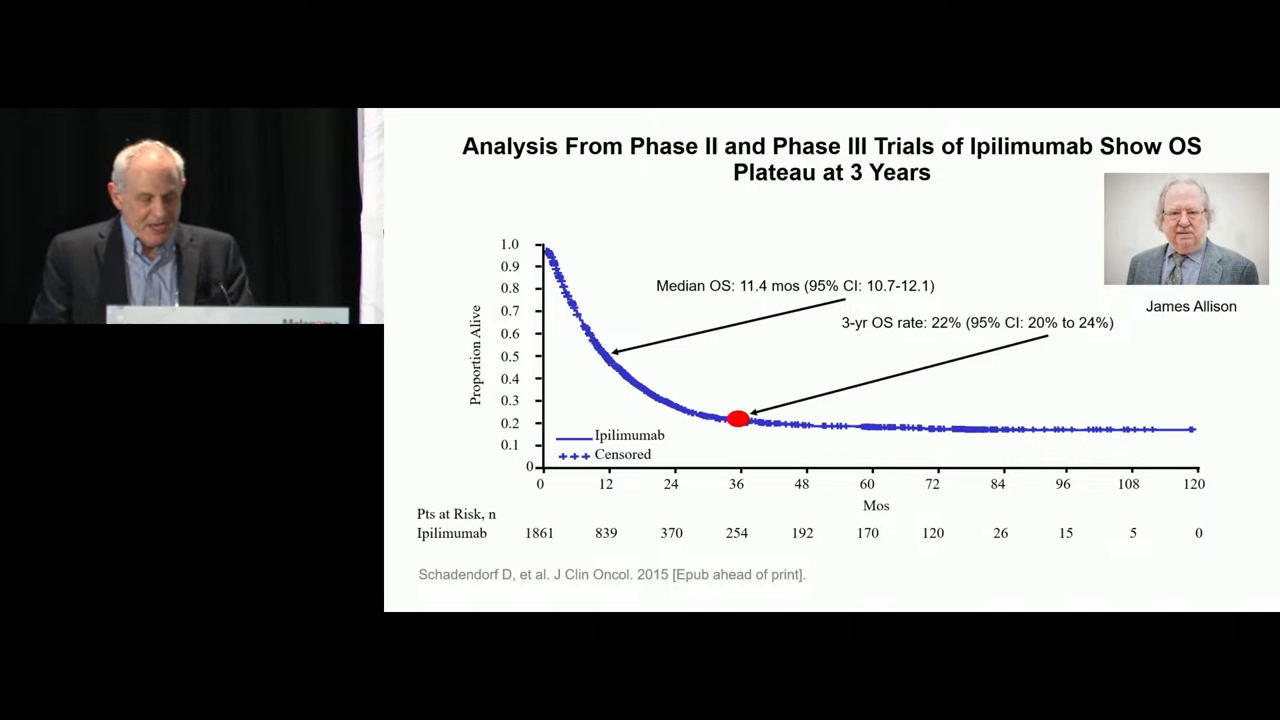 Analysis From Phase II and Phase III Trials of Ipilimumab Show OS
Plateau at 3 Years
James Allison
Median OS: 11.4 mos (95% CI: 10.7-12.1)
3-yr OS rate: 22% (95% CI: 20% to 24%)
Proportion Alive
1.0
0.9
0.8
0.7
0.6
0.5
0.4
0.3
0.2
0.1
0
Ipilimumab
Censored
0 12 24 36 48 60 72 84 96 108 120
Mos
Pts at Risk, n
Ipilimumab 1861 839 370 254 192 170 120 26 15 5 0
Schadendorf D, et al. J Clin Oncol. 2015 [Epub ahead of print].